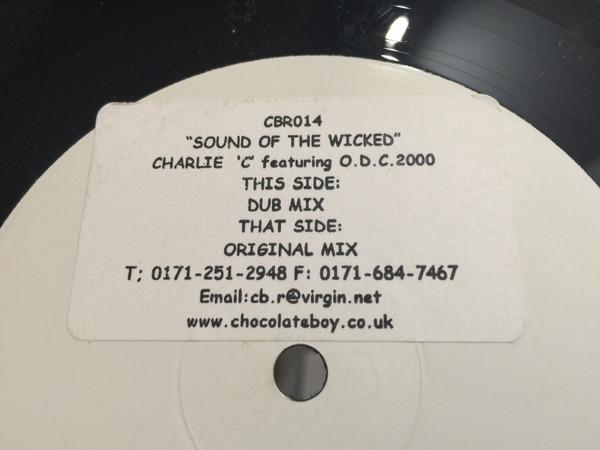 CBR014
"SOUND OF THE WICKED"
CHARLIE 'C' featuring O.D.C.2000
THIS SIDE:
DUB MIX
THAT SIDE:
ORIGINAL MIX
T; 0171-251-2948 F: 0171-684-7467
Email:cb.r@virgin.net
www.chocolateboy.co.uk